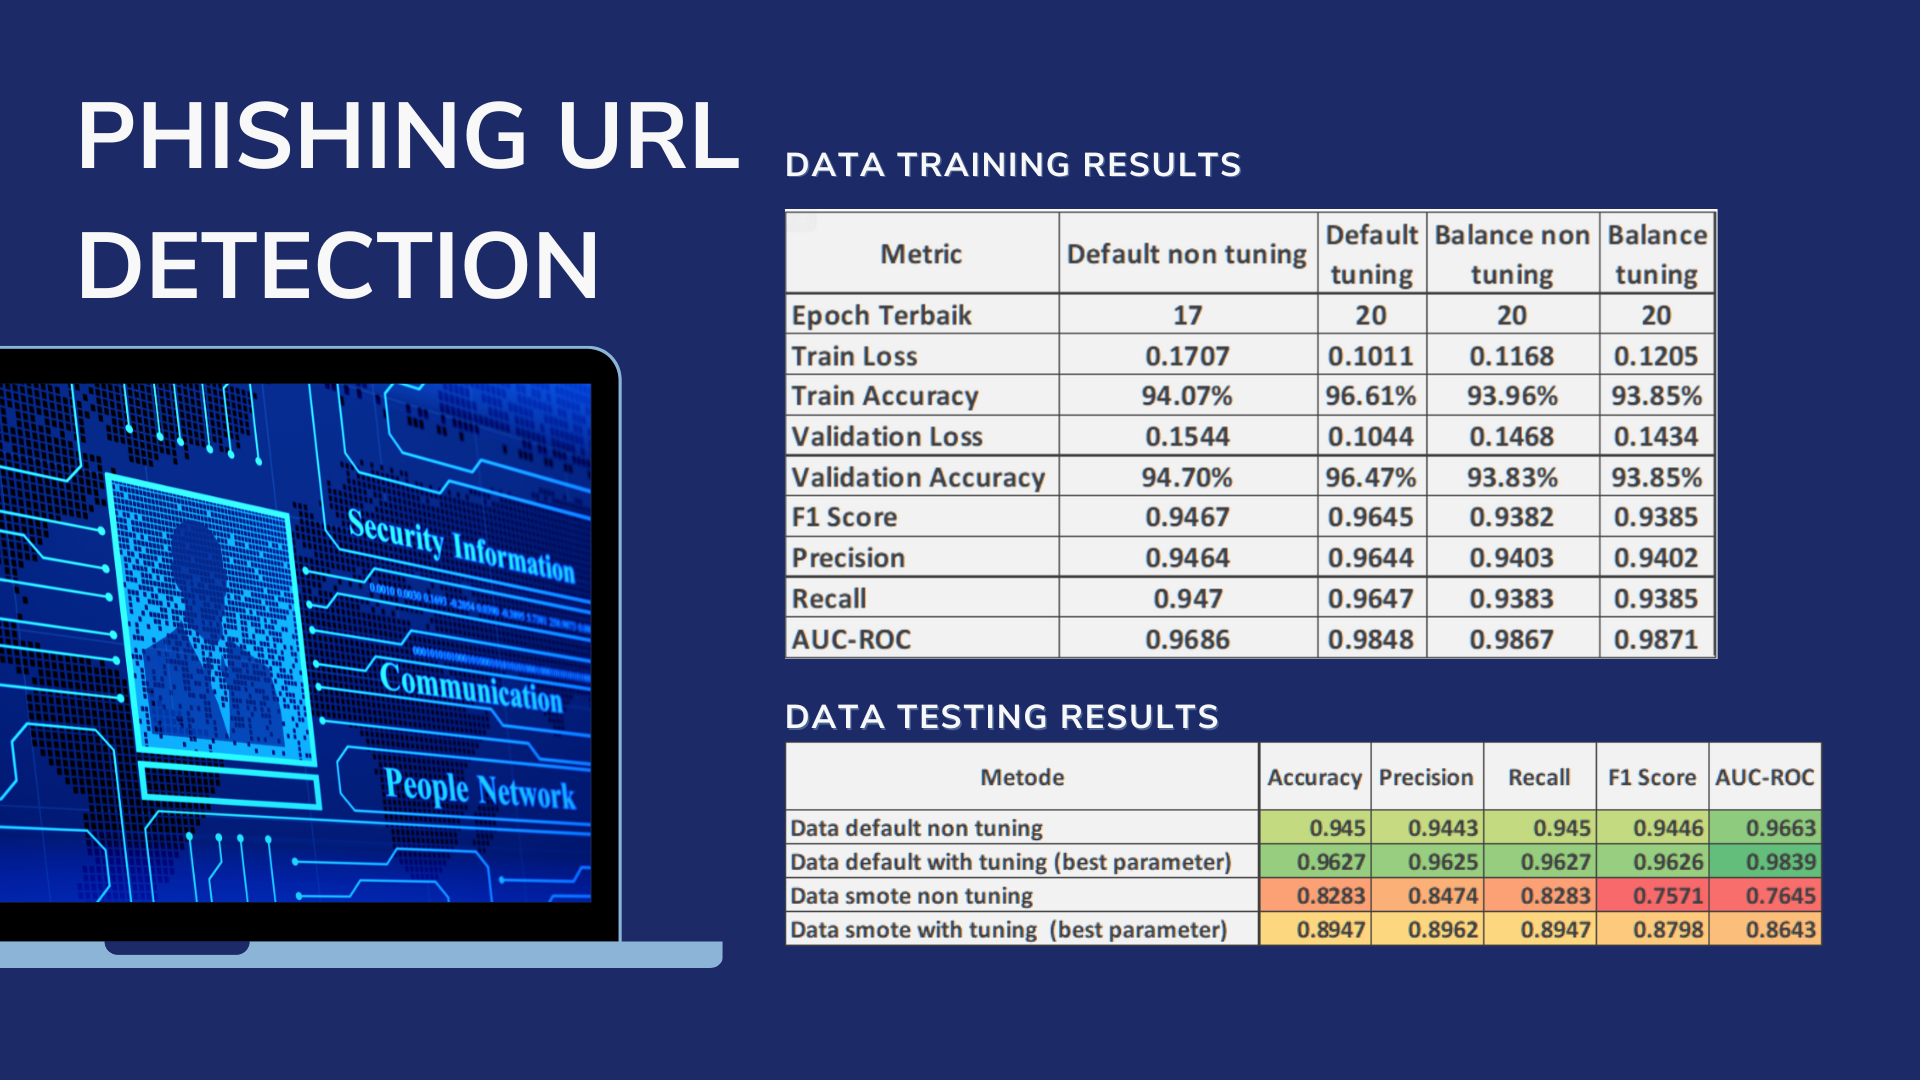 PHISHING URL
DETECTION
Security Information
Communication
People Network
DATA TRAINING RESULTS
Metric Default non tuning Default tuning Balance non tuning Balance tuning
Epoch Terbaik 17 20 20 20
Train Loss 0.1707 0.1011 0.1168 0.1205
Train Accuracy 94.07% 96.61% 93.96% 93.85%
Validation Loss 0.1544 0.1044 0.1468 0.1434
Validation Accuracy 94.70% 96.47% 93.83% 93.85%
F1 Score 0.9467 0.9645 0.9382 0.9385
Precision 0.9464 0.9644 0.9403 0.9402
Recall 0.947 0.9647 0.9383 0.9385
AUC-ROC 0.9686 0.9848 0.9867 0.9871
DATA TESTING RESULTS
Metode Accuracy Precision Recall F1 Score AUC-ROC
Data default non tuning 0.945 0.9443 0.945 0.9446 0.9663
Data default with tuning (best parameter) 0.9627 0.9625 0.9627 0.9626 0.9839
Data smote non tuning 0.8283 0.8474 0.8283 0.7571 0.7645
Data smote with tuning (best parameter) 0.8947 0.8962 0.8947 0.8798 0.8643